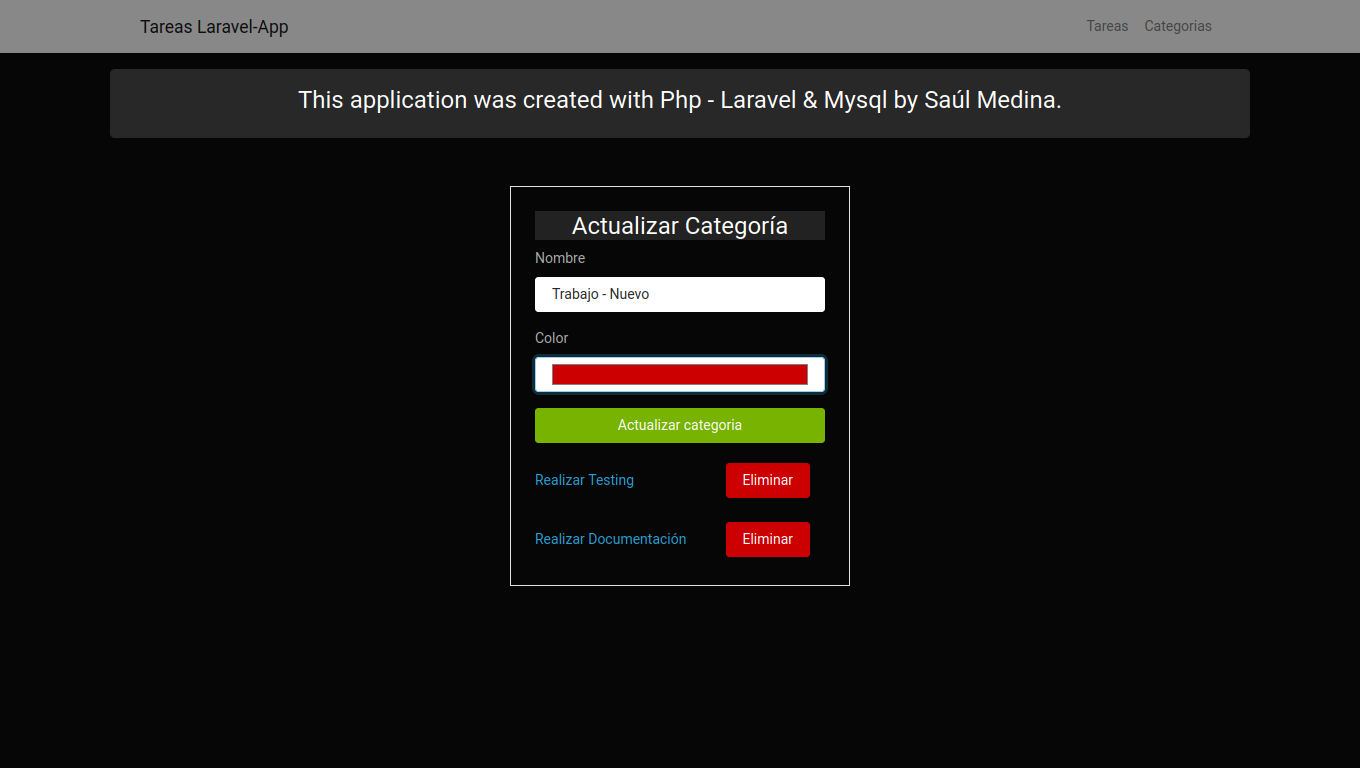 Tareas Laravel-App
Tareas Categorias
This application was created with Php - Laravel & Mysql by Saúl Medina.
Actualizar Categoría
Nombre
Trabajo - Nuevo
Color
Actualizar categoria
Realizar Testing Eliminar
Realizar Documentación Eliminar